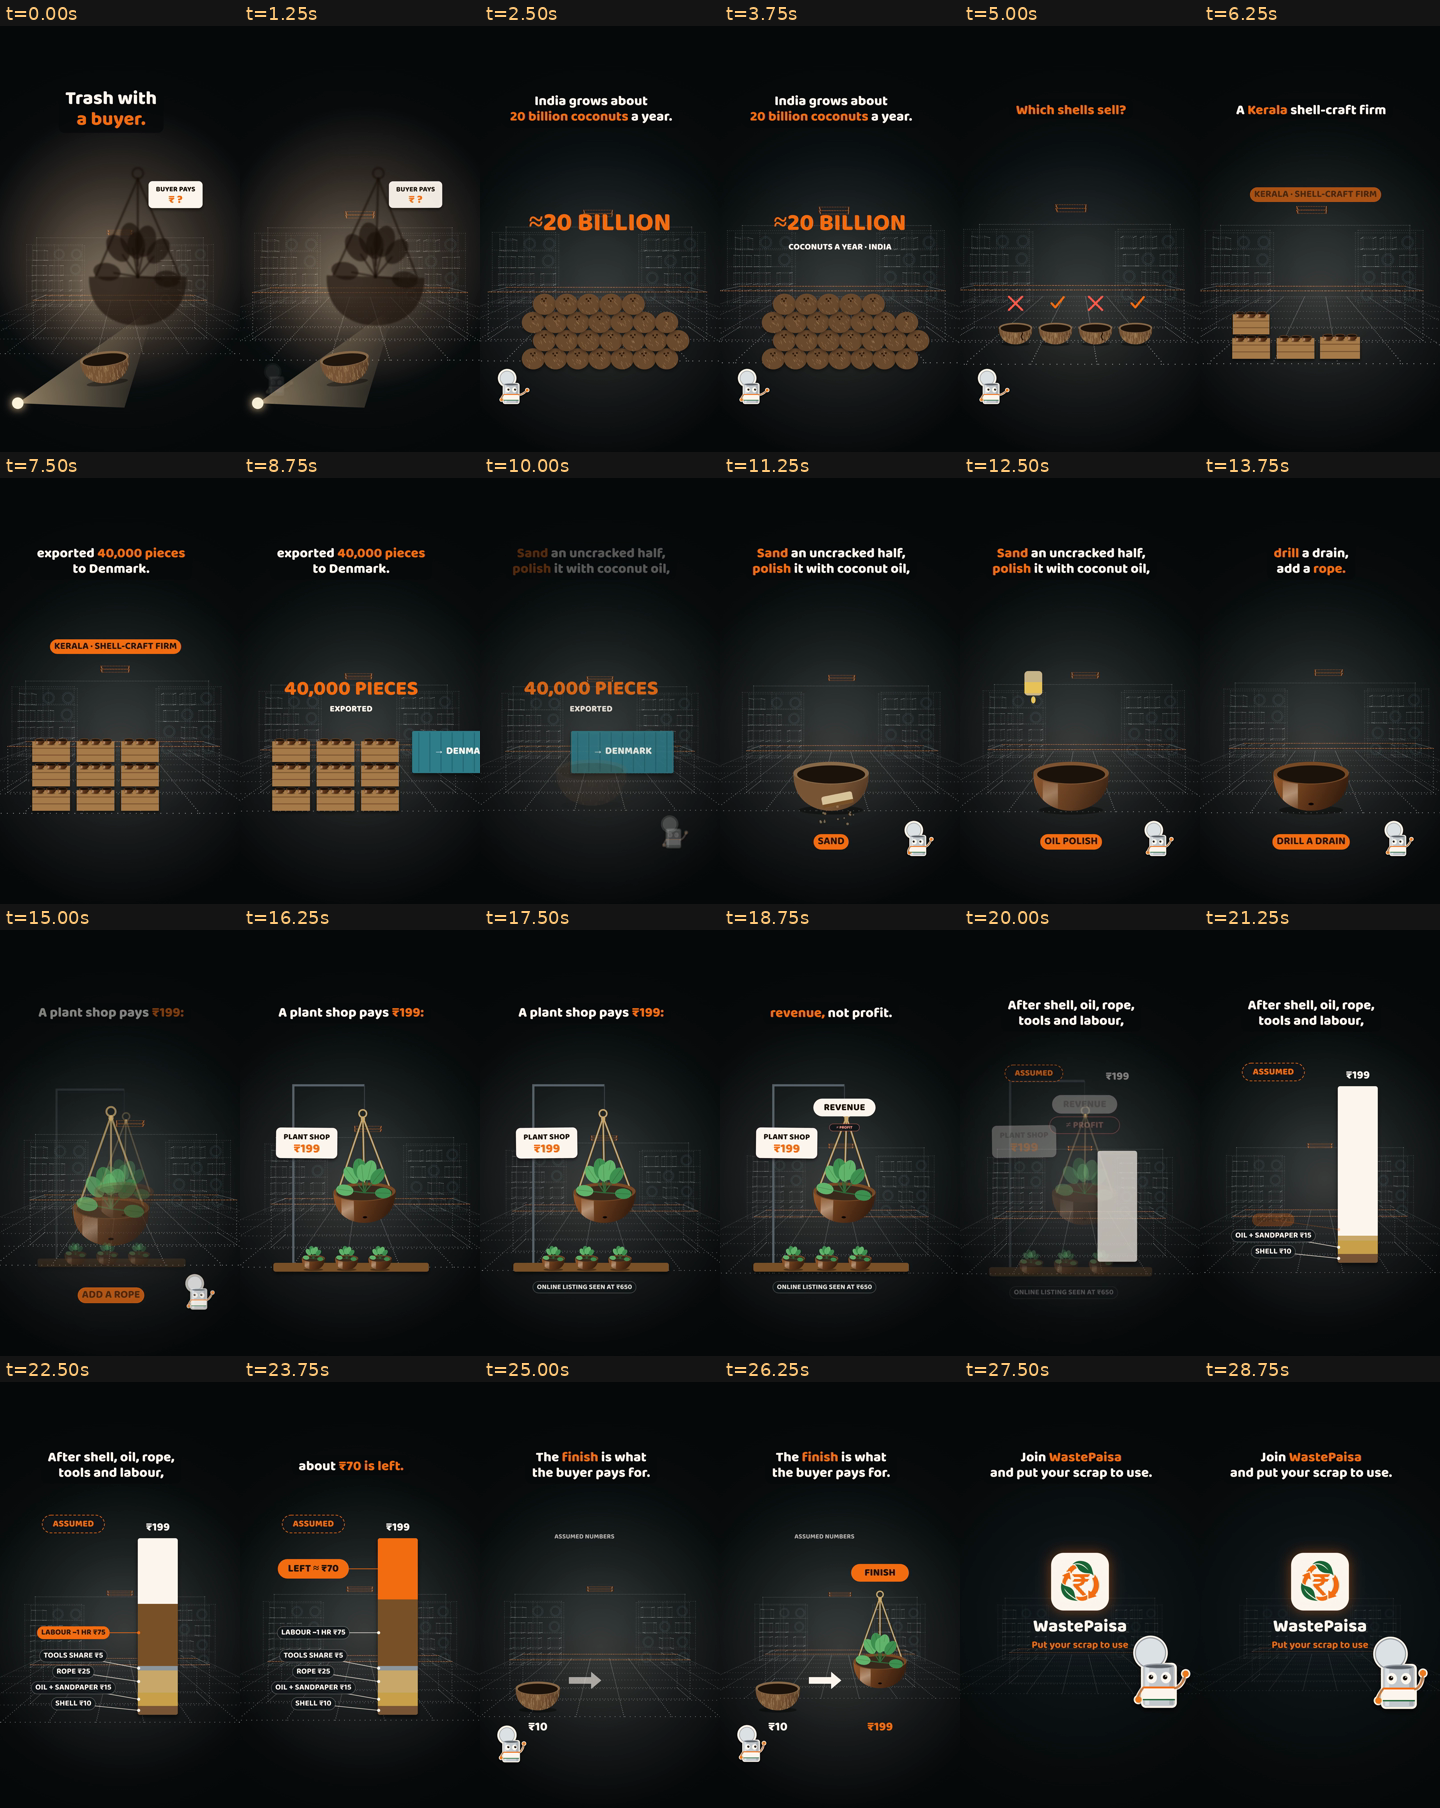 t=0.00s
Trash with
a buyer.
BUYER PAYS
₹ ?
t=1.25s
BUYER PAYS
₹ ?
t=2.50s
India grows about
20 billion coconuts a year.
≈20 BILLION
t=3.75s
India grows about
20 billion coconuts a year.
≈20 BILLION
COCONUTS A YEAR · INDIA
t=5.00s
Which shells sell?
t=6.25s
A Kerala shell-craft firm
KERALA · SHELL-CRAFT FIRM
t=7.50s
exported 40,000 pieces
to Denmark.
KERALA · SHELL-CRAFT FIRM
t=8.75s
exported 40,000 pieces
to Denmark.
40,000 PIECES
EXPORTED
→ DENMA
t=10.00s
Sand an uncracked half,
polish it with coconut oil,
40,000 PIECES
EXPORTED
→ DENMARK
t=11.25s
Sand an uncracked half,
polish it with coconut oil,
SAND
t=12.50s
Sand an uncracked half,
polish it with coconut oil,
OIL POLISH
t=13.75s
drill a drain,
add a rope.
DRILL A DRAIN
t=15.00s
A plant shop pays ₹199:
ADD A ROPE
t=16.25s
A plant shop pays ₹199:
PLANT SHOP
₹199
t=17.50s
A plant shop pays ₹199:
PLANT SHOP
₹199
ONLINE LISTING SEEN AT ₹650
t=18.75s
revenue, not profit.
REVENUE
≠ PROFIT
PLANT SHOP
₹199
ONLINE LISTING SEEN AT ₹650
t=20.00s
After shell, oil, rope,
tools and labour,
ASSUMED
₹199
REVENUE
≠ PROFIT
PLANT SHOP
₹199
ONLINE LISTING SEEN AT ₹650
t=21.25s
After shell, oil, rope,
tools and labour,
ASSUMED
₹199
ROPE ₹25
OIL + SANDPAPER ₹15
SHELL ₹10
t=22.50s
After shell, oil, rope,
tools and labour,
ASSUMED
₹199
LABOUR ~1 HR ₹75
TOOLS SHARE ₹5
ROPE ₹25
OIL + SANDPAPER ₹15
SHELL ₹10
t=23.75s
about ₹70 is left.
ASSUMED
₹199
LEFT ≈ ₹70
LABOUR ~1 HR ₹75
TOOLS SHARE ₹5
ROPE ₹25
OIL + SANDPAPER ₹15
SHELL ₹10
t=25.00s
The finish is what
the buyer pays for.
ASSUMED NUMBERS
₹10
t=26.25s
The finish is what
the buyer pays for.
ASSUMED NUMBERS
FINISH
₹10
₹199
t=27.50s
Join WastePaisa
and put your scrap to use.
₹
WastePaisa
Put your scrap to use
t=28.75s
Join WastePaisa
and put your scrap to use.
₹
WastePaisa
Put your scrap to use